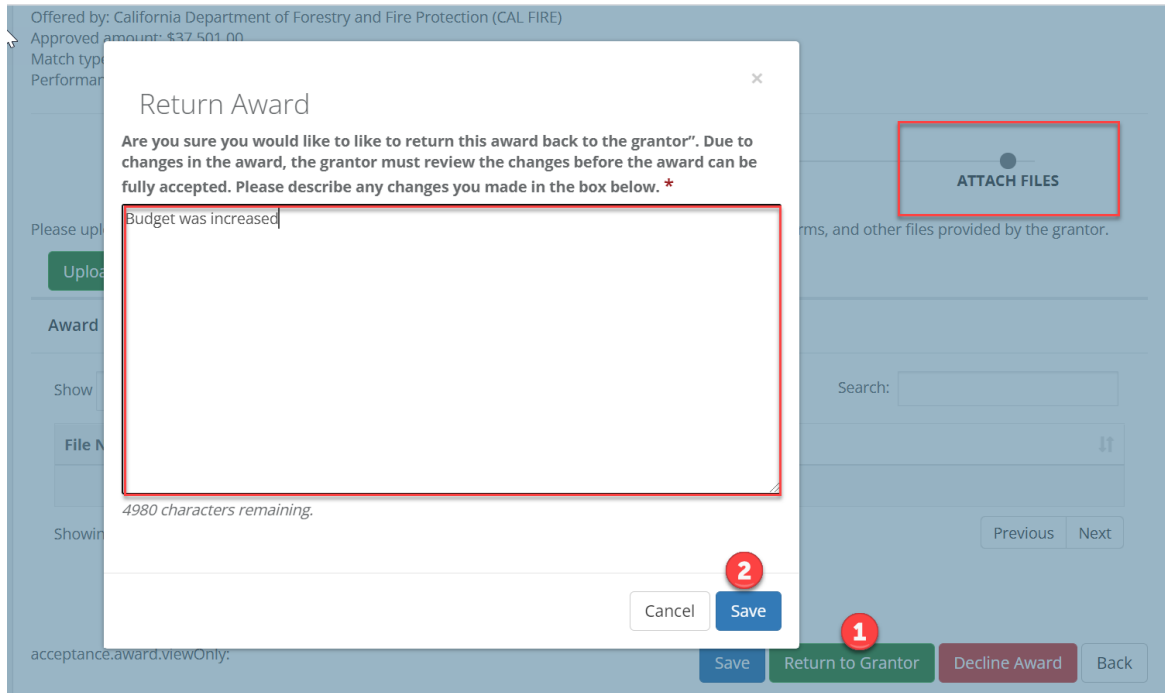 Offered by: California Department of Forestry and Fire Protection (CAL FIRE)
Approved amount: $37,501.00
Match type
Performan
×
Return Award
Are you sure you would like to like to return this award back to the grantor”. Due to
changes in the award, the grantor must review the changes before the award can be
fully accepted. Please describe any changes you made in the box below. *
Budget was increased
4980 characters remaining.
Cancel
Save
2
ATTACH FILES
Please uplo
rms, and other files provided by the grantor.
Uploa
Award
Show
Search:
File N
Showin
Previous
Next
1
acceptance.award.viewOnly:
Save
Return to Grantor
Decline Award
Back